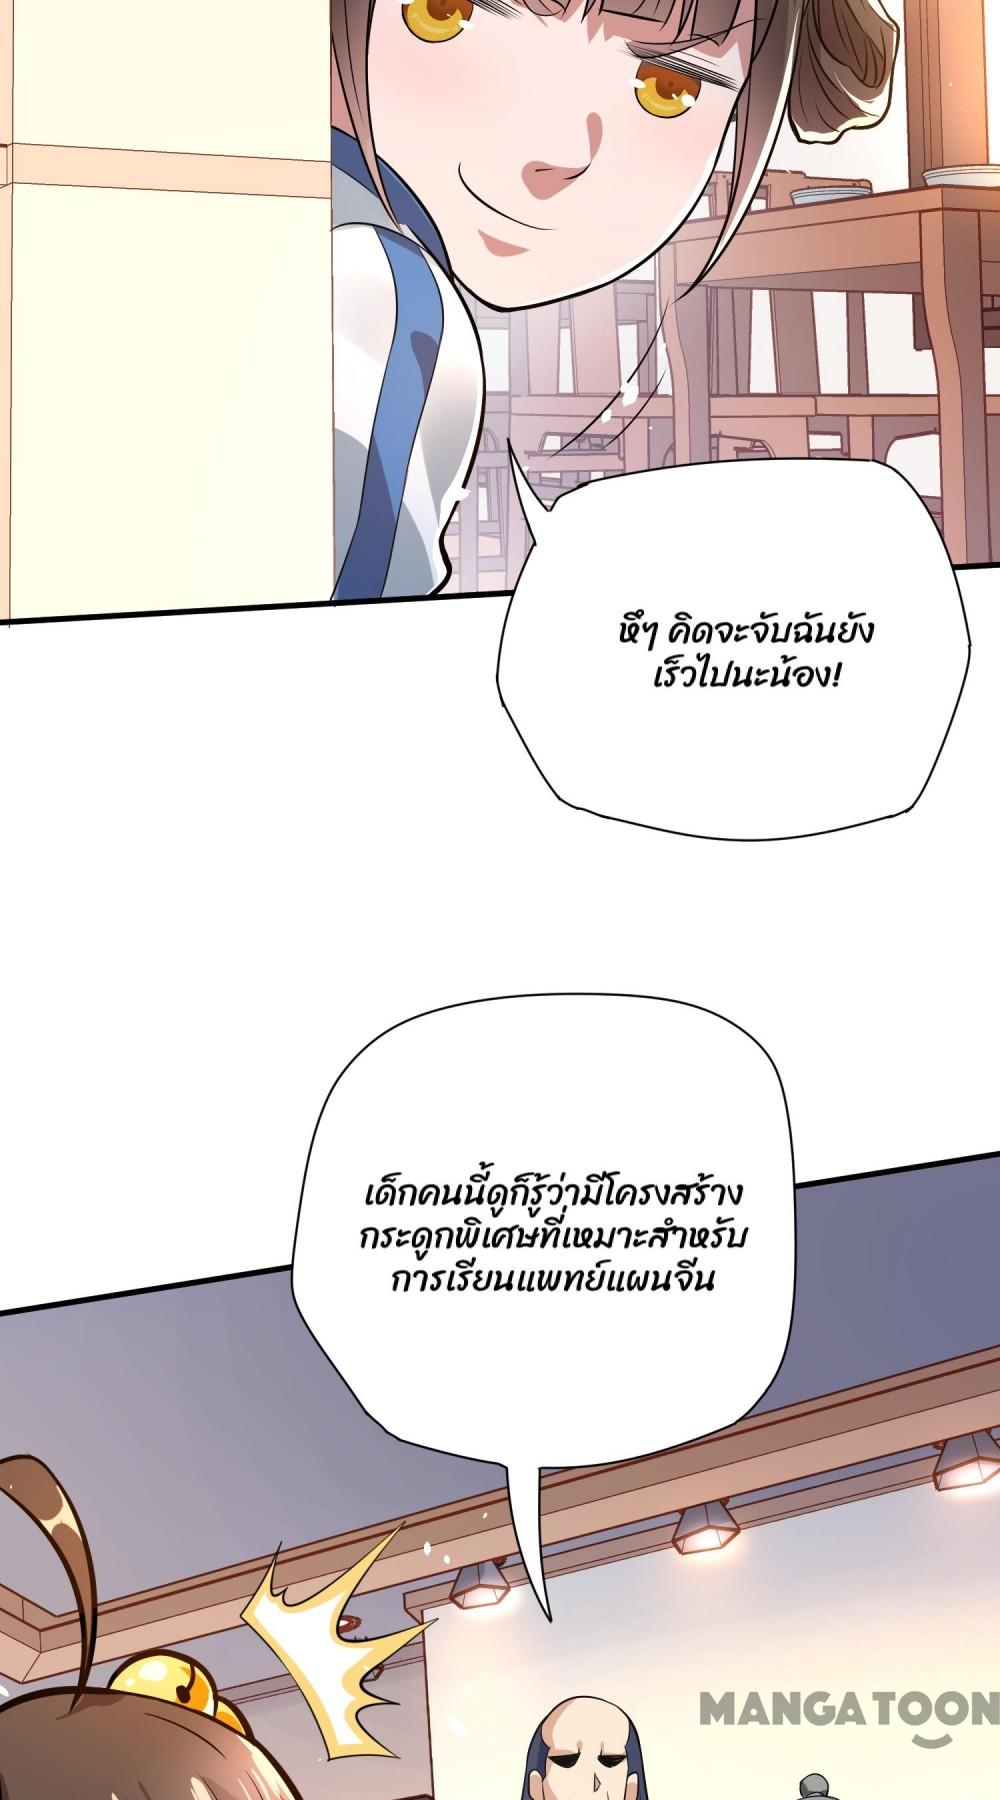 หึๆ คิดจะจับฉันยัง
เร็วไปนะน้อง!
เด็กคนนี้ดูก็รู้ว่ามีโครงสร้าง
กระดูกพิเศษที่เหมาะสำหรับ
การเรียนแพทย์แผนจีน
MANGATOON